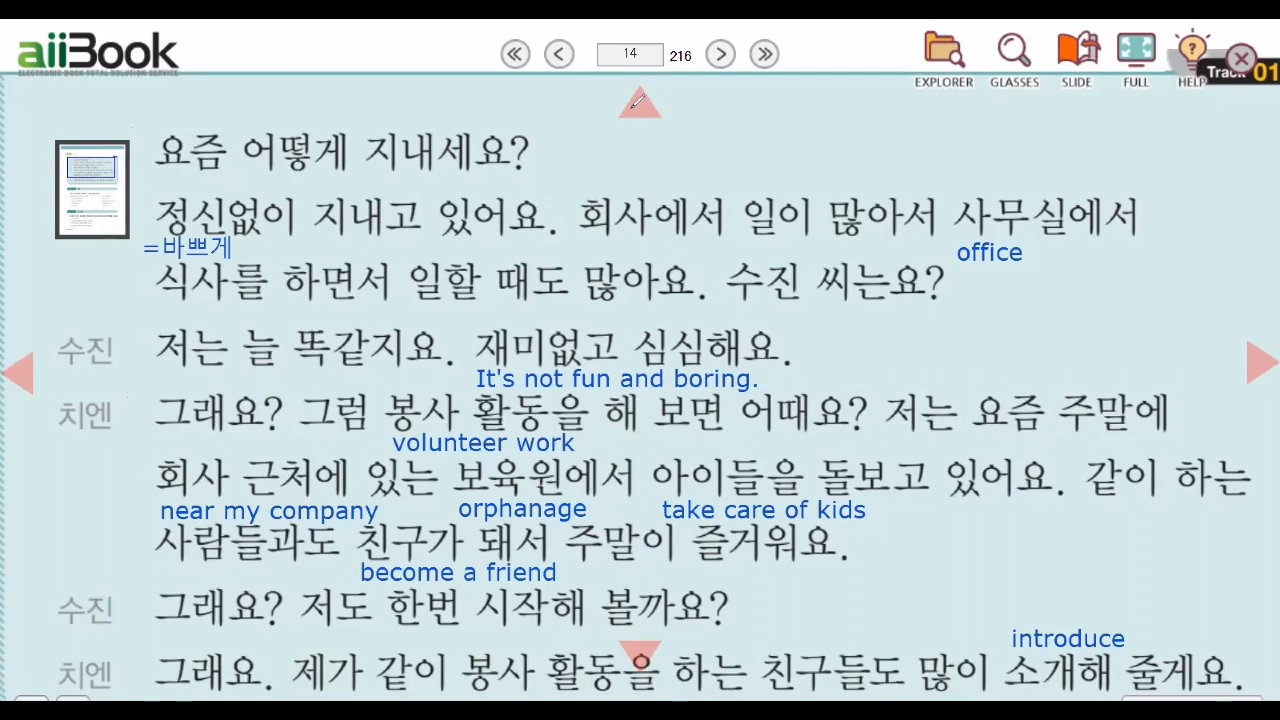 aiiBook
ELECTRONIC BOOK TOTAL SOLUTION SERVICE
14 216
EXPLORER GLASSES SLIDE FULL HELP
Track 01
요즘 어떻게 지내세요?
정신없이 지내고 있어요. 회사에서 일이 많아서 사무실에서
=바쁘게 office
식사를 하면서 일할 때도 많아요. 수진 씨는요?
수진 저는 늘 똑같지요. 재미없고 심심해요.
It's not fun and boring.
치엔 그래요? 그럼 봉사 활동을 해 보면 어때요? 저는 요즘 주말에
volunteer work
회사 근처에 있는 보육원에서 아이들을 돌보고 있어요. 같이 하는
near my company orphanage take care of kids
사람들과도 친구가 돼서 주말이 즐거워요.
become a friend
수진 그래요? 저도 한번 시작해 볼까요?
introduce
치엔 그래요. 제가 같이 봉사 활동을 하는 친구들도 많이 소개해 줄게요.